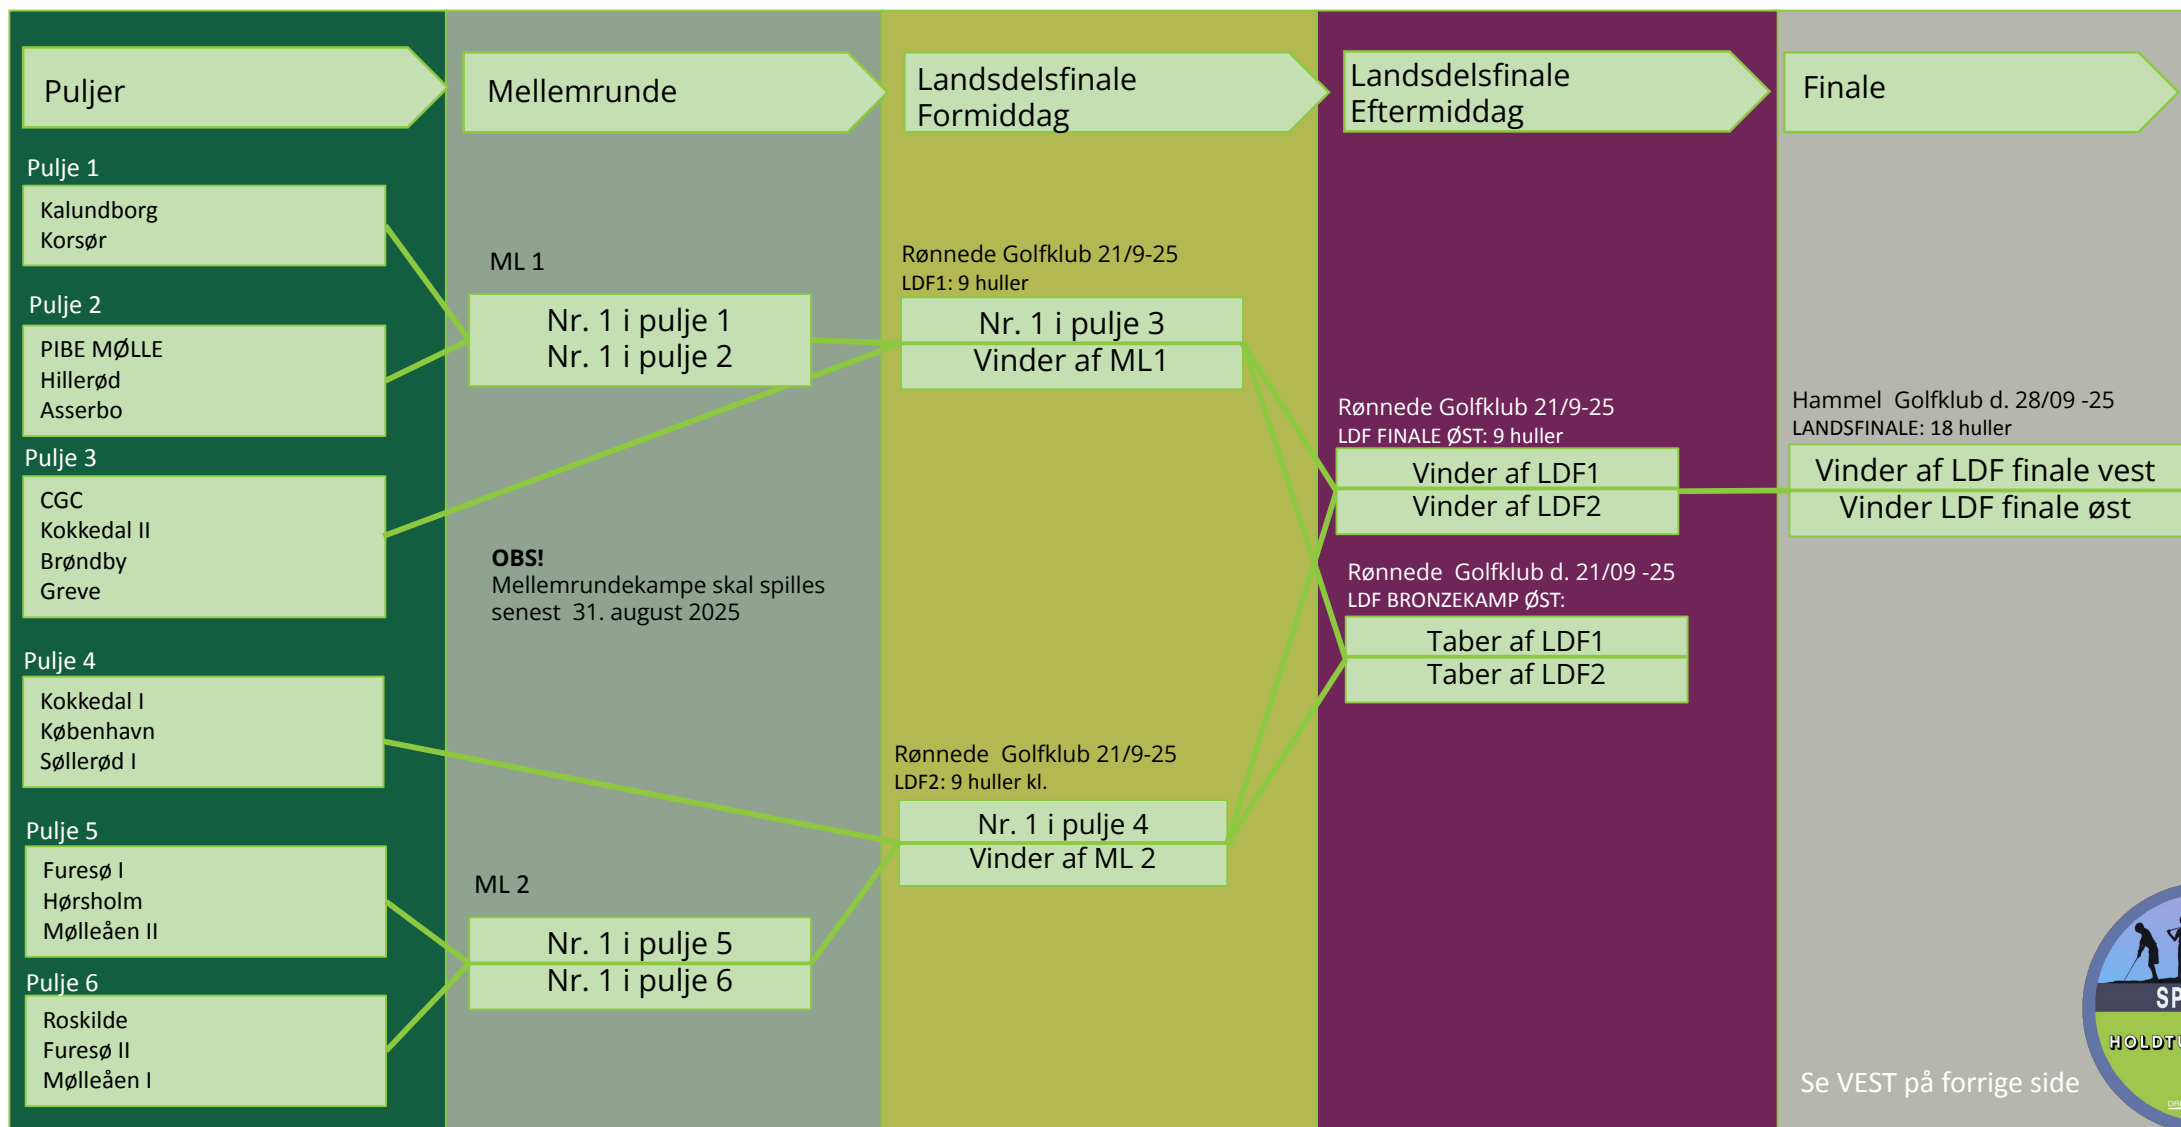 Puljer
Mellemrunde
Landsdelsfinale
Formiddag
Landsdelsfinale
Eftermiddag
Finale
Pulje 1
Kalundborg
Korsør
Pulje 2
PIBE MØLLE
Hillerød
Asserbo
Pulje 3
CGC
Kokkedal II
Brøndby
Greve
Pulje 4
Kokkedal I
København
Søllerød I
Pulje 5
Furesø I
Hørsholm
Mølleåen II
Pulje 6
Roskilde
Furesø II
Mølleåen I
ML 1
Nr. 1 i pulje 1
Nr. 1 i pulje 2
OBS!
Mellemrundekampe skal spilles
senest 31. august 2025
ML 2
Nr. 1 i pulje 5
Nr. 1 i pulje 6
Rønnede Golfklub 21/9-25
LDF1: 9 huller
Nr. 1 i pulje 3
Vinder af ML1
Rønnede Golfklub 21/9-25
LDF2: 9 huller kl.
Nr. 1 i pulje 4
Vinder af ML 2
Rønnede Golfklub 21/9-25
LDF FINALE ØST: 9 huller
Vinder af LDF1
Vinder af LDF2
Rønnede Golfklub d. 21/09 -25
LDF BRONZEKAMP ØST:
Taber af LDF1
Taber af LDF2
Hammel Golfklub d. 28/09 -25
LANDSFINALE: 18 huller
Vinder af LDF finale vest
Vinder LDF finale øst
SP
HOLDTU
Se VEST på forrige side